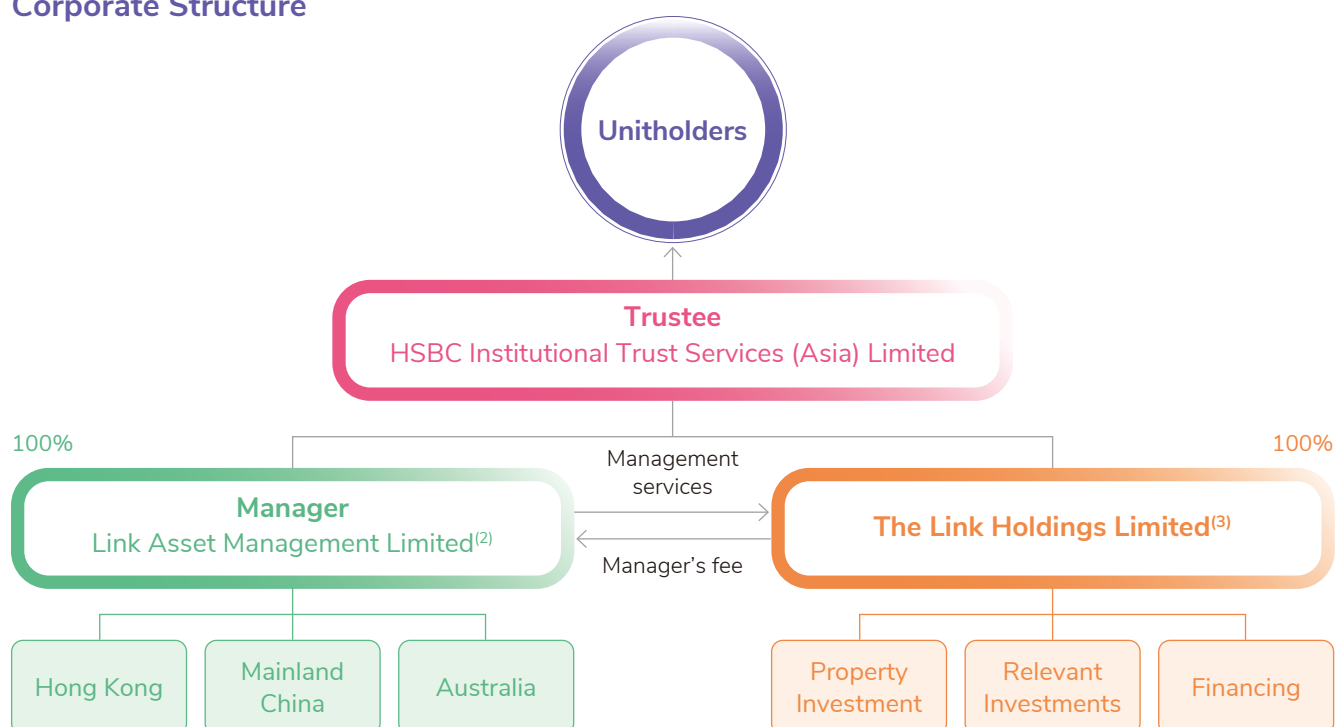 Corporate Structure
Unitholders
Trustee
HSBC Institutional Trust Services (Asia) Limited
100%
100%
Management
services
Manager
Link Asset Management Limited(2)
The Link Holdings Limited(3)
Manager's fee
Hong Kong
Mainland
China
Australia
Property
Investment
Relevant
Investments
Financing